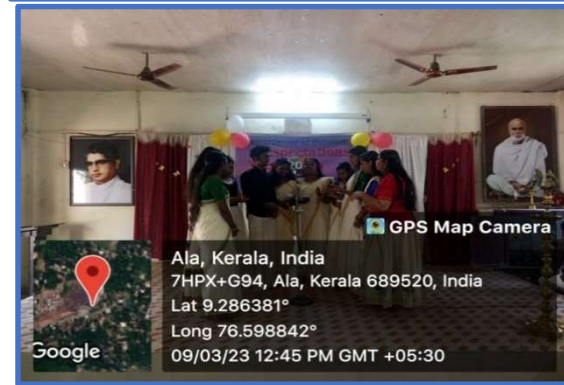 Expectations
GPS Map Camera
Ala, Kerala, India
7HPX+G94, Ala, Kerala 689520, India
Lat 9.286381°
Long 76.598842°
09/03/23 12:45 PM GMT +05:30
Google